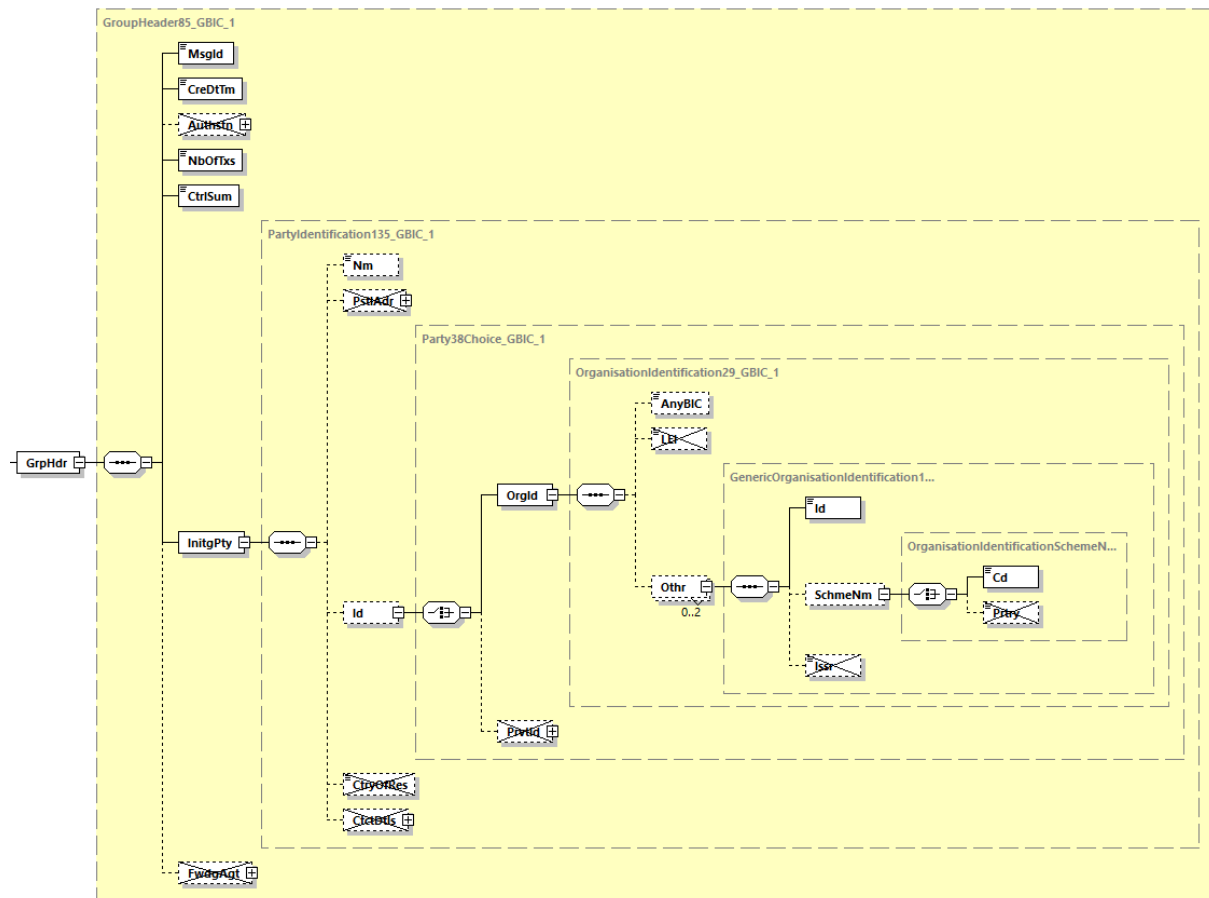 GroupHeader85_GBIC_1
MsgId
CreDtTm
Authstn
NbOfTxs
CtrlSum
PartyIdentification135_GBIC_1
Nm
PstlAdr
Party38Choice_GBIC_1
OrganisationIdentification29_GBIC_1
AnyBIC
LEI
GenericOrganisationIdentification1...
GrpHdr
OrgId
Id
InitgPty
OrganisationIdentificationSchemeN...
Cd
Othr
SchmeNm
0..2
Id
Prtry
Issr
PrvtId
CtryOfRes
CtctDtls
FwdgAgt